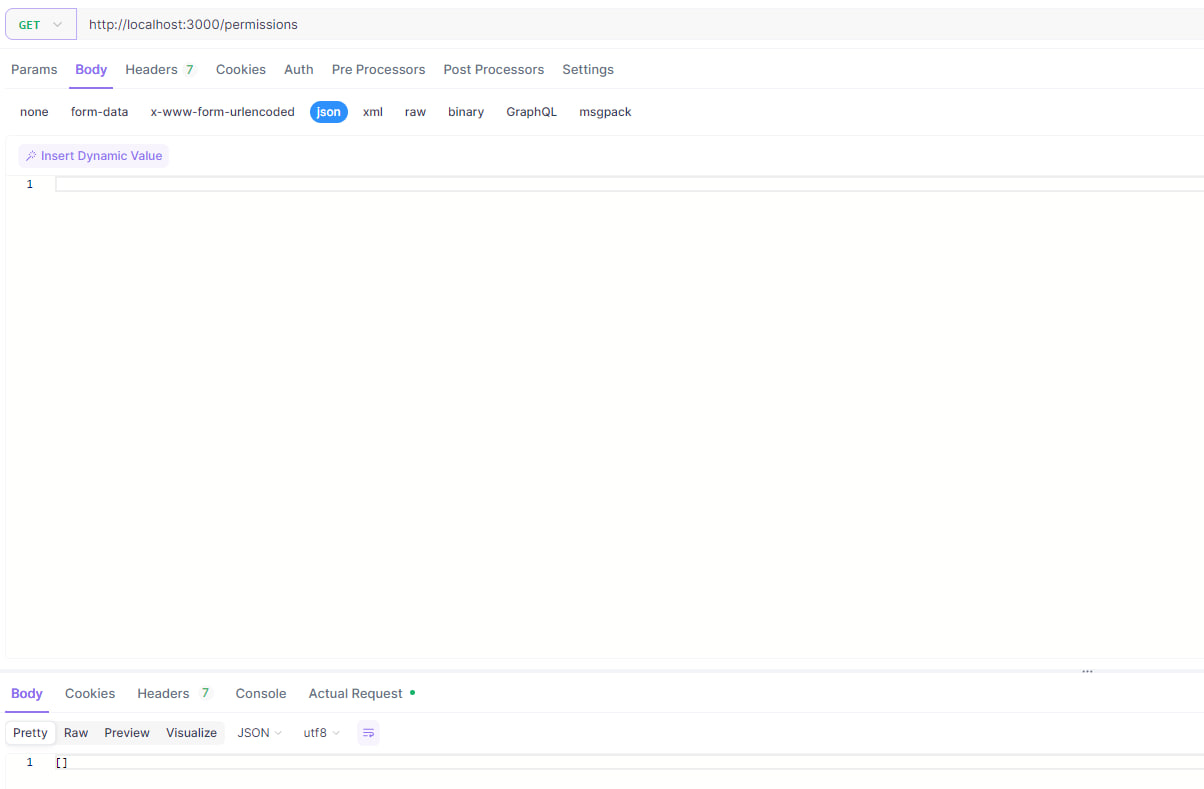 GET http://localhost:3000/permissions
Params Body Headers 7 Cookies Auth Pre Processors Post Processors Settings
none form-data x-www-form-urlencoded json xml raw binary GraphQL msgpack
Insert Dynamic Value
1
...
Body Cookies Headers 7 Console Actual Request
Pretty Raw Preview Visualize JSON utf8
1 []